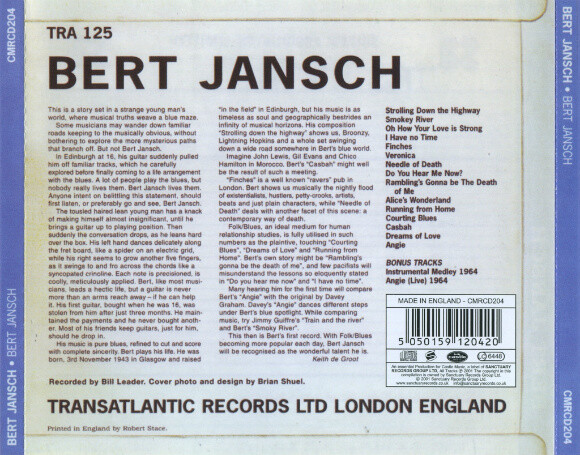 CMRCD204
BERT JANSCH • BERT JANSCH
TRA 125
BERT JANSCH
This is a story set in a strange young man's
world, where musical truths weave a blue maze.
Some musicians may wander down familiar
roads keeping to the musically obvious, without
bothering to explore the more mysterious paths
that branch off. But not Bert Jansch.
In Edinburgh at 16, his guitar suddenly pulled
him off familiar tracks, which he carefully
explored before finally coming to a life arrangement
with the blues. A lot of people play the blues, but
nobody really lives them. Bert Jansch lives them.
Anyone intent on belittling this statement, should
first listen, or preferably go and see, Bert Jansch.
The tousled haired lean young man has a knack
of making himself almost insignificant, until he
brings a guitar up to playing position. Then
suddenly the conversation drops, as he leans hard
over the box. His left hand dances delicately along
the fret board, like a spider on an electric grid,
while his right seems to grow another five fingers,
as it swings to and fro across the chords like a
syncopated crinoline. Each note is precisioned, is
coolly, meticulously applied. Bert, like most musi-
cians, leads a hectic life, but a guitar is never
more than an arms reach away – if he can help
it. His first guitar, bought when he was 16, was
stolen from him after just three months. He main-
tained the payments and he never bought anoth-
er. Most of his friends keep guitars, just for him,
should he drop in.
His music is pure blues, refined to cut and score
with complete sincerity. Bert plays his life. He was
born, 3rd November 1943 in Glasgow and raised
"in the field" in Edinburgh, but his music is as
timeless as soul and geographically bestrides an
infinity of musical horizons. His composition
"Strolling down the highway" shows us, Broonzy,
Lightning Hopkins and a whole set swinging
down a wide road somewhere in Bert's blue world.
Imagine John Lewis, Gil Evans and Chico
Hamilton in Morocco. Bert's "Casbah" might well
be the result of such a meeting.
"Finches" is a well known "ravers" pub in
London. Bert shows us musically the nightly flood
of existentialists, hustlers, petty-crooks, artists,
beats and just plain characters, while "Needle of
Death" deals with another facet of this scene: a
contemporary way of death.
Folk/Blues, an ideal medium for human
relationship studies, is fully utilised in such
numbers as the plaintive, touching "Courting
Blues", "Dreams of Love" and "Running from
Home". Bert's own story might be "Rambling's
gonna be the death of me", and few pacifists will
misunderstand the lessons so eloquently stated
in "Do you hear me now" and "I have no time".
Many hearing the first time will compare
Bert's "Angie" with the original by Davey
Graham. Davey's "Angie" dances different steps
under Bert's blue spotlight. While comparing
music, try Jimmy Guiffre's "Train and the river"
and Bert's "Smoky River".
This then is Bert's first record. With Folk/Blues
becoming more popular each day, Bert Jansch
will be recognised as the wonderful talent he is.
Keith de Groot
Strolling Down the Highway
Smokey River
Oh How Your Love is Strong
I Have no Time
Finches
Veronica
Needle of Death
Do You Hear Me Now?
Rambling's Gonna be The Death
of Me
Alice's Wonderland
Running from Home
Courting Blues
Casbah
Dreams of Love
Angie
BONUS TRACKS
Instrumental Medley 1964
Angie (Live) 1964
MADE IN ENGLAND - CMRCD204
5 050159 120420
6448
An essential Production for Castle Music, a label of SANCTUARY
RECORDS GROUP LTD.
Recorded by Bill Leader. Cover photo and design by Brian Shuel.
TRANSATLANTIC RECORDS LTD LONDON ENGLAND
Printed in England by Robert Stace.
BERT JANSCH • BERT JANSCH
CMRCD204